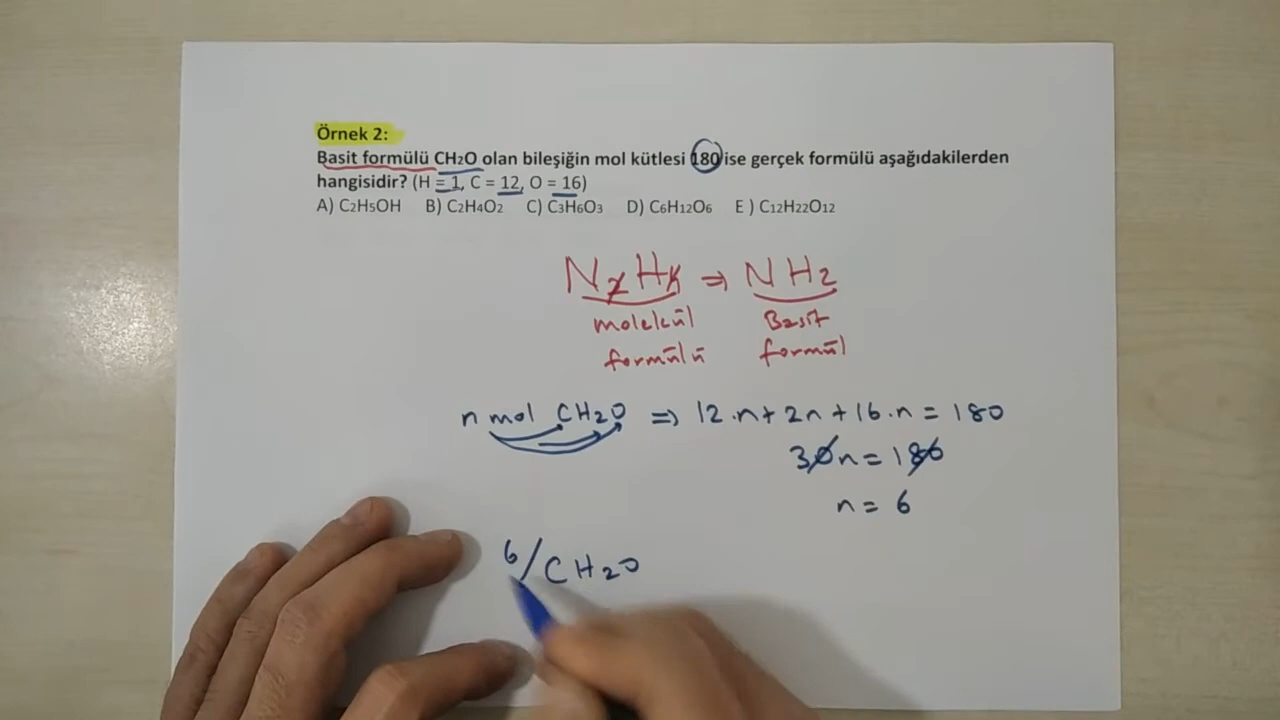 Örnek 2:
Basit formülü CH2O olan bileşiğin mol kütlesi 180 ise gerçek formülü aşağıdakilerden
hangisidir? (H = 1, C = 12, O = 16)
A) C2H5OH B) C2H4O2 C) C3H6O3 D) C6H12O6 E ) C12H22O12
N2H4 ⇒ NH2
molekül Basit
formülü formül
n mol CH2O ⇒ 12.n + 2n + 16.n = 180
30n = 180
n = 6
6/CH2O